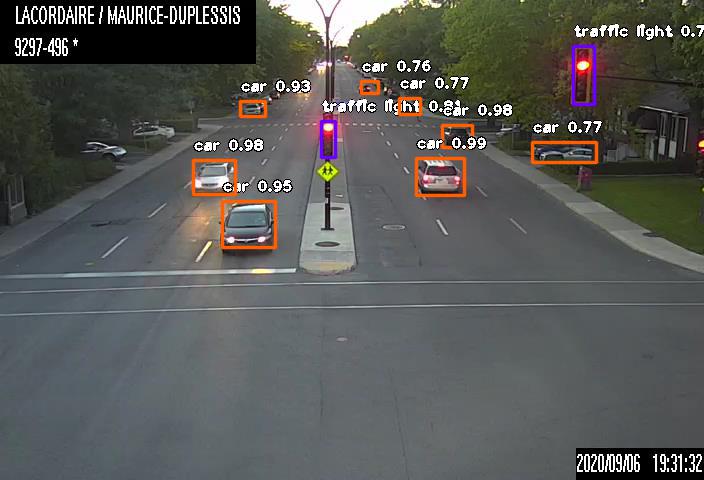 LACORDAIRE / MAURICE-DUPLESSIS
9297-496 *
traffic light 0.7
car 0.76
car 0.93
car 0.77
traffic light 0.81
car 0.98
car 0.77
car 0.98
car 0.99
car 0.95
2020/09/06 19:31:32